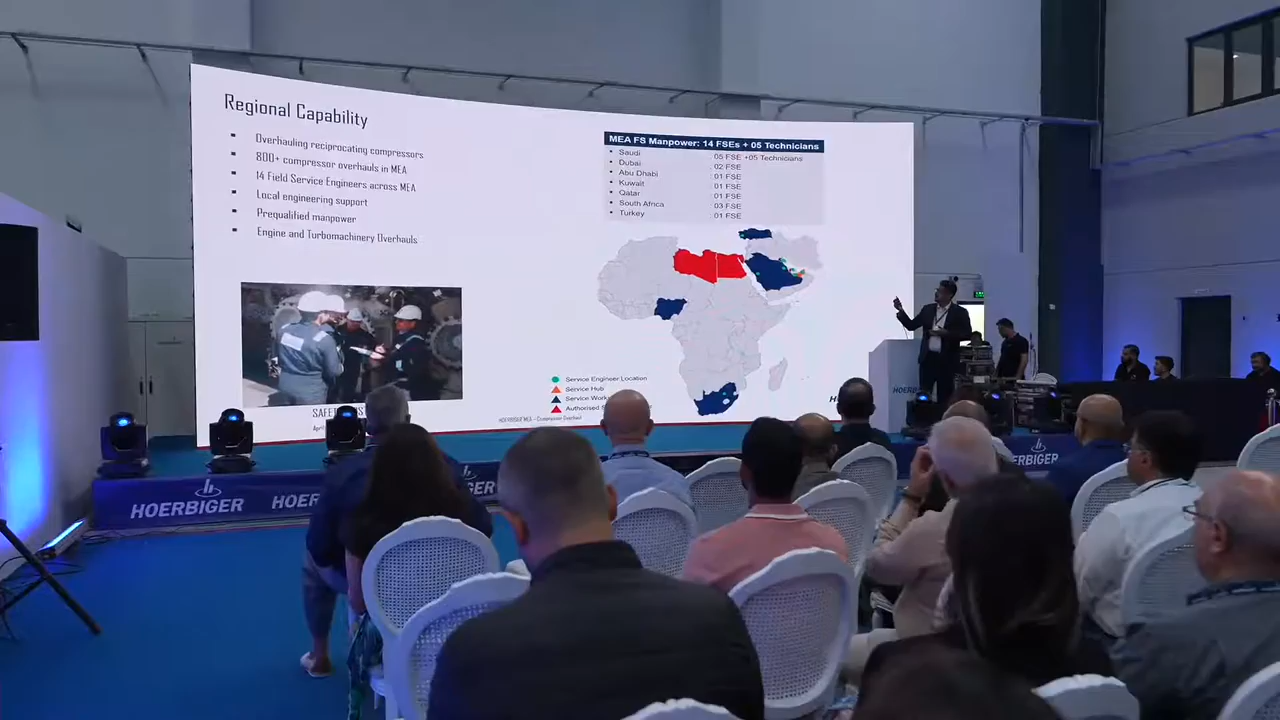 Regional Capability
Overhauling reciprocating compressors
800+ compressor overhauls in MEA
14 Field Service Engineers across MEA
Local engineering support
Prequalified manpower
Engine and Turbomachinery Overhauls
MEA FS Manpower: 14 FSEs + 05 Technicians
Saudi : 05 FSE +05 Technicians
Dubai : 02 FSE
Abu Dhabi : 01 FSE
Kuwait : 01 FSE
Qatar : 01 FSE
South Africa : 03 FSE
Turkey : 01 FSE
Service Engineer Location
Service Hub
Service
Authorised
HOERBIGER
HOERBIGER
HOERBIGER